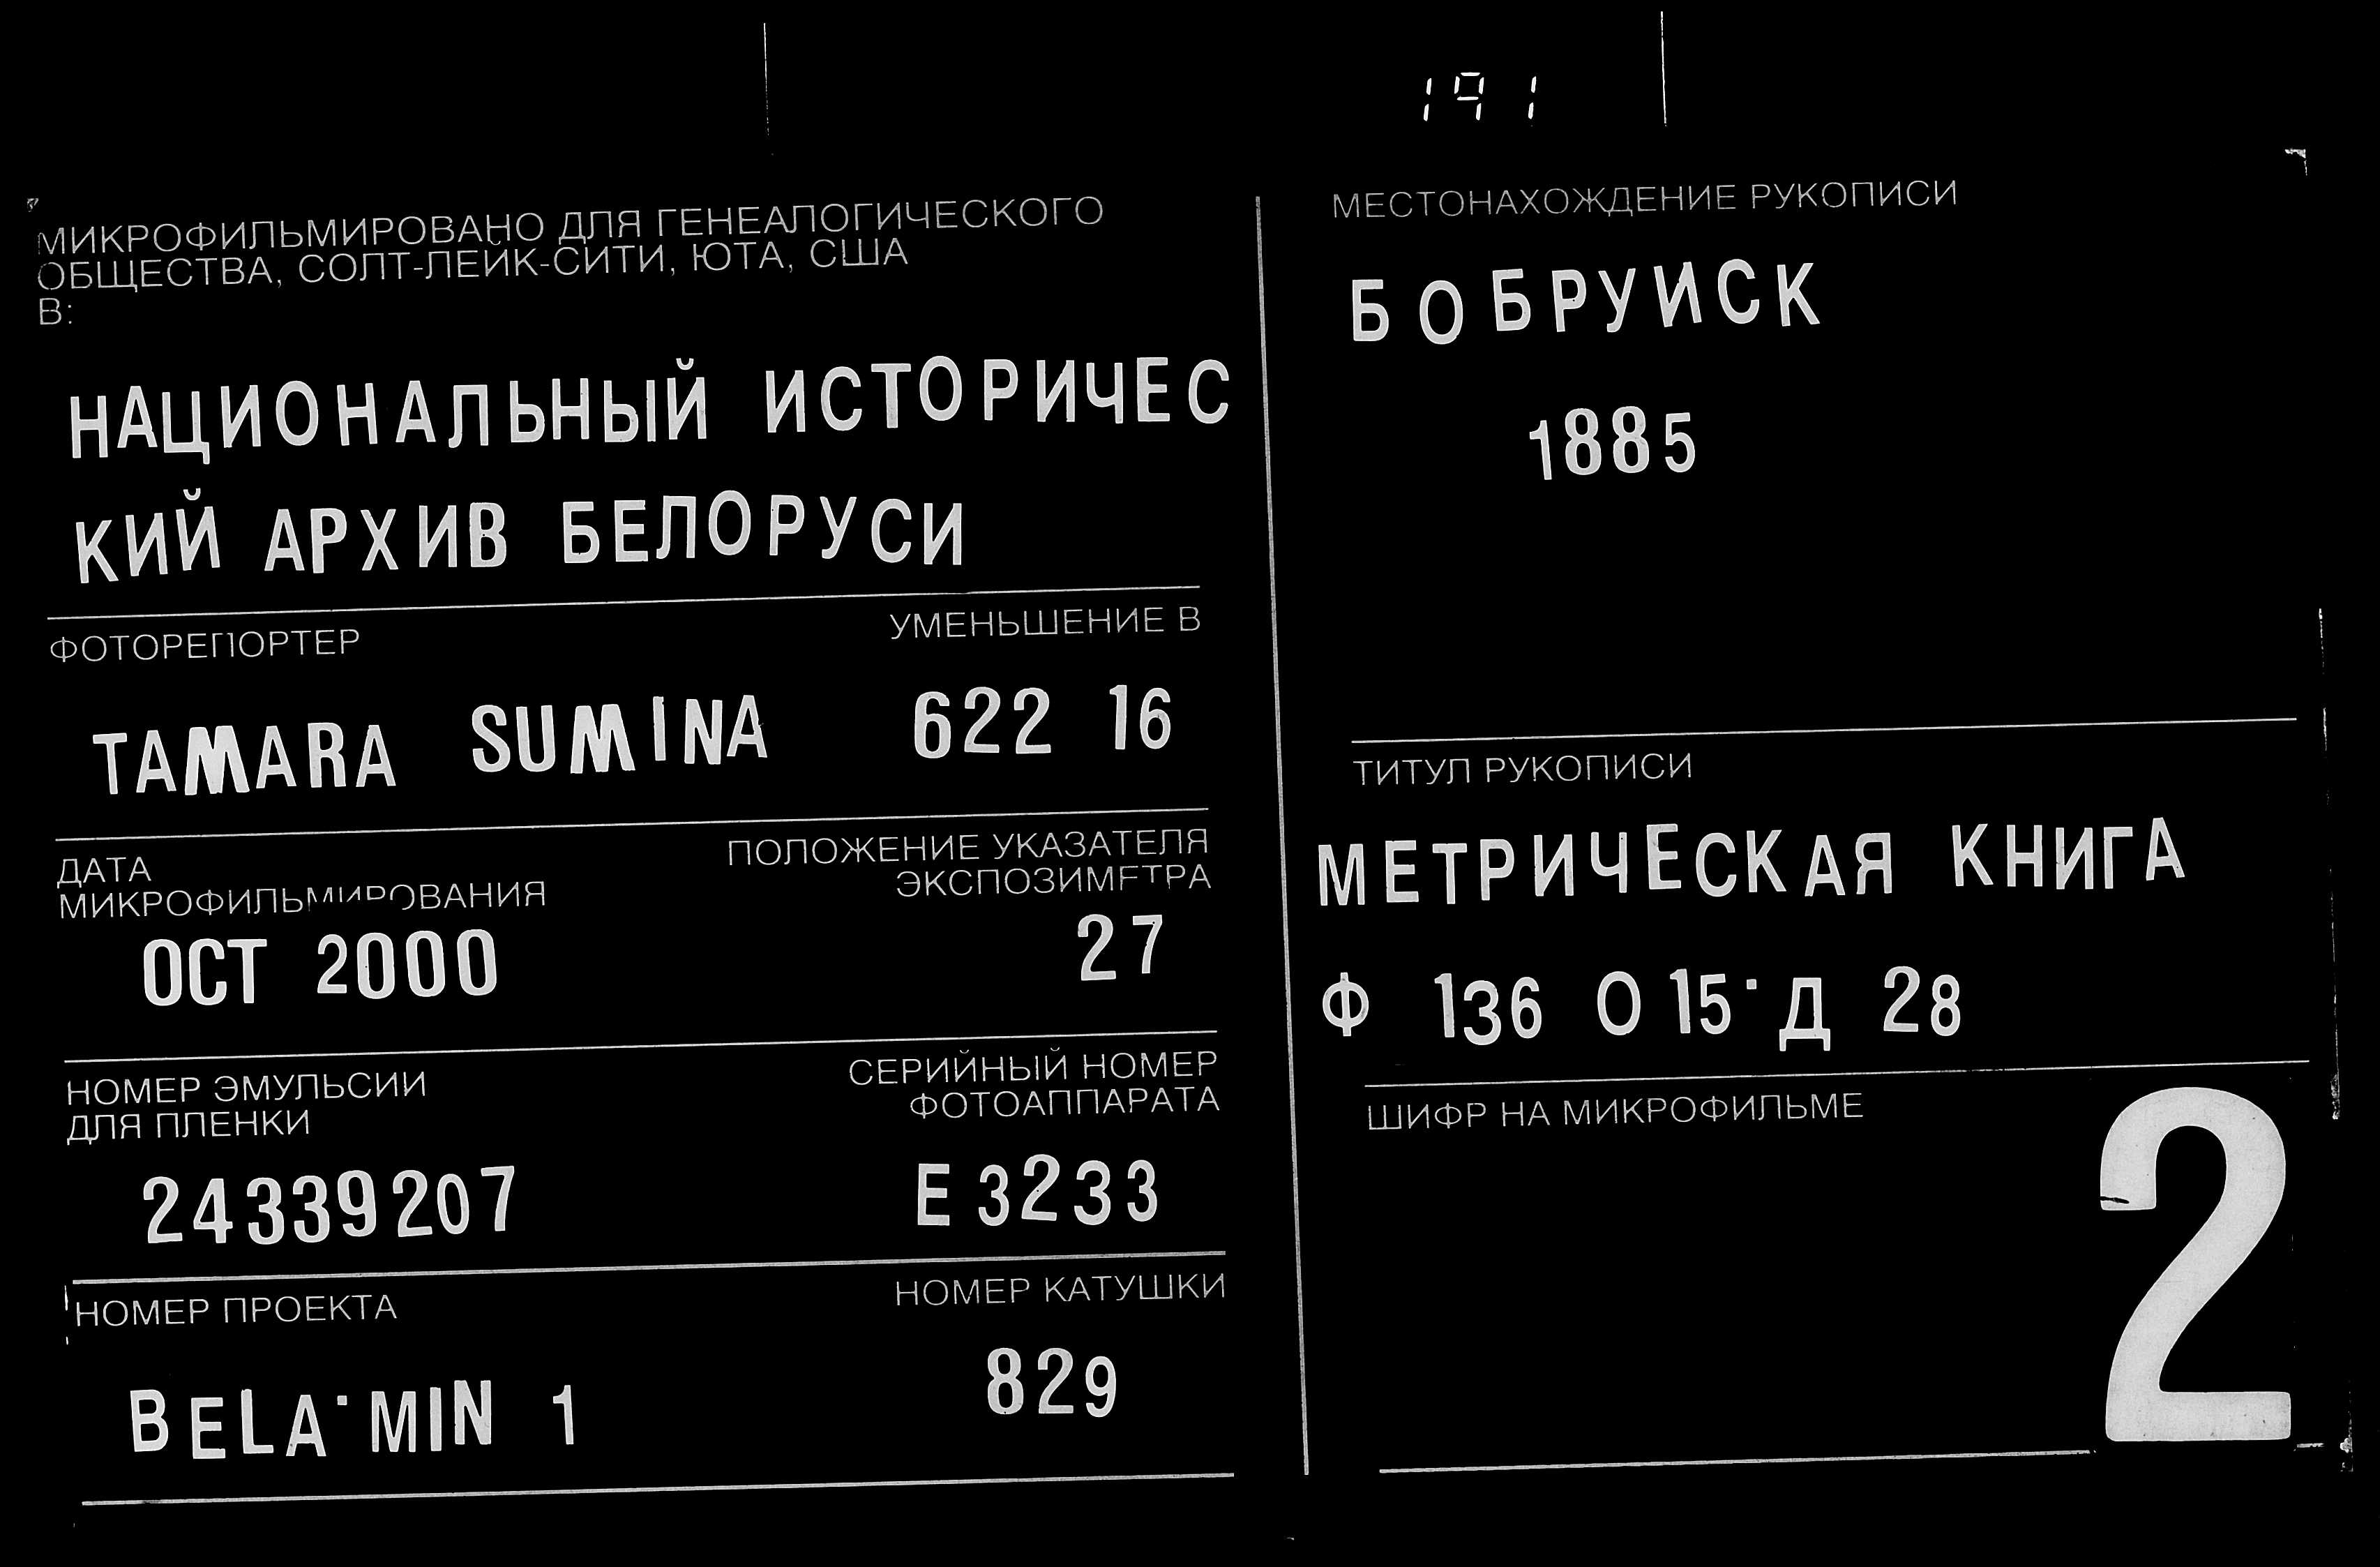 191
МИКРОФИЛЬМИРОВАНО ДЛЯ ГЕНЕАЛОГИЧЕСКОГО
ОБЩЕСТВА, СОЛТ-ЛЕЙК-СИТИ, ЮТА, США
В:
НАЦИОНАЛЬНЫЙ ИСТОРИЧЕС
КИЙ АРХИВ БЕЛОРУСИ
ФОТОРЕПОРТЕР
УМЕНЬШЕНИЕ В
TAMARA SUMINA
622 16
ДАТА
МИКРОФИЛЬМИРОВАНИЯ
ПОЛОЖЕНИЕ УКАЗАТЕЛЯ
ЭКСПОЗИМЕТРА
OCT 2000
27
НОМЕР ЭМУЛЬСИИ
ДЛЯ ПЛЕНКИ
СЕРИЙНЫЙ НОМЕР
ФОТОАППАРАТА
24339207
E 3233
НОМЕР ПРОЕКТА
НОМЕР КАТУШКИ
BELA·MIN 1
829
МЕСТОНАХОЖДЕНИЕ РУКОПИСИ
БОБРУИСК
1885
ТИТУЛ РУКОПИСИ
МЕТРИЧЕСКАЯ КНИГА
Ф 136 О 15· Д 28
ШИФР НА МИКРОФИЛЬМЕ
2